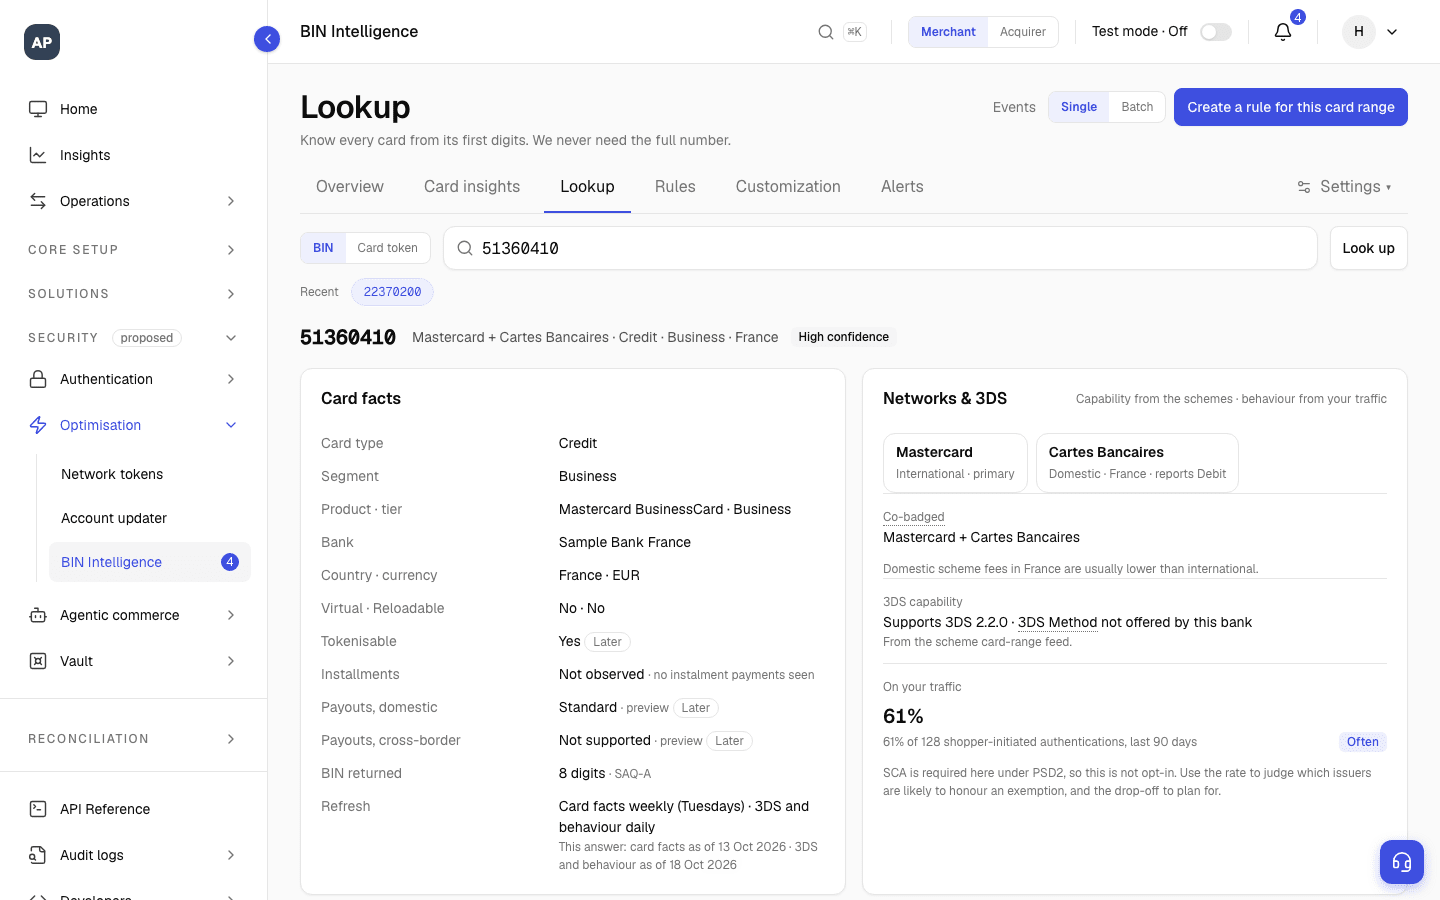 AP
BIN Intelligence
⌘K
Merchant
Acquirer
Test mode · Off
4
H
Home
Insights
Operations
CORE SETUP
SOLUTIONS
SECURITY proposed
Authentication
Optimisation
Network tokens
Account updater
BIN Intelligence 4
Agentic commerce
Vault
RECONCILIATION
API Reference
Audit logs
Lookup
Know every card from its first digits. We never need the full number.
Events
Single
Batch
Create a rule for this card range
Overview
Card insights
Lookup
Rules
Customization
Alerts
Settings ▾
BIN
Card token
51360410
Look up
Recent
22370200
51360410
Mastercard + Cartes Bancaires · Credit · Business · France
High confidence
Card facts
Card type Credit
Segment Business
Product · tier Mastercard BusinessCard · Business
Bank Sample Bank France
Country · currency France · EUR
Virtual · Reloadable No · No
Tokenisable Yes Later
Installments Not observed · no instalment payments seen
Payouts, domestic Standard · preview Later
Payouts, cross-border Not supported · preview Later
BIN returned 8 digits · SAQ-A
Refresh Card facts weekly (Tuesdays) · 3DS and
behaviour daily
This answer: card facts as of 13 Oct 2026 · 3DS
and behaviour as of 18 Oct 2026
Networks & 3DS
Capability from the schemes · behaviour from your traffic
Mastercard
International · primary
Cartes Bancaires
Domestic · France · reports Debit
Co-badged
Mastercard + Cartes Bancaires
Domestic scheme fees in France are usually lower than international.
3DS capability
Supports 3DS 2.2.0 · 3DS Method not offered by this bank
From the scheme card-range feed.
On your traffic
61%
61% of 128 shopper-initiated authentications, last 90 days
Often
SCA is required here under PSD2, so this is not opt-in. Use the rate to judge which issuers
are likely to honour an exemption, and the drop-off to plan for.